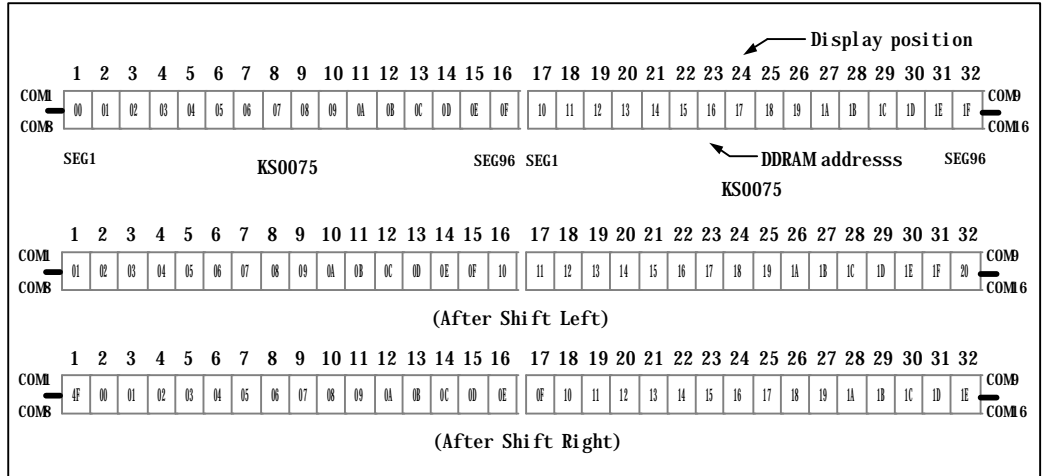 Display position
1 2 3 4 5 6 7 8 9 10 11 12 13 14 15 16 17 18 19 20 21 22 23 24 25 26 27 28 29 30 31 32
COM1 COM9
00 01 02 03 04 05 06 07 08 09 0A 0B 0C 0D 0E 0F 10 11 12 13 14 15 16 17 18 19 1A 1B 1C 1D 1E 1F
COM8 COM16
SEG1 KS0075 SEG96 SEG1 DDRAM addresss SEG96
KS0075
1 2 3 4 5 6 7 8 9 10 11 12 13 14 15 16 17 18 19 20 21 22 23 24 25 26 27 28 29 30 31 32
COM1 COM9
01 02 03 04 05 06 07 08 09 0A 0B 0C 0D 0E 0F 10 11 12 13 14 15 16 17 18 19 1A 1B 1C 1D 1E 1F 20
COM8 COM16
(After Shift Left)
1 2 3 4 5 6 7 8 9 10 11 12 13 14 15 16 17 18 19 20 21 22 23 24 25 26 27 28 29 30 31 32
COM1 COM9
4F 00 01 02 03 04 05 06 07 08 09 0A 0B 0C 0D 0E 0F 10 11 12 13 14 15 16 17 18 19 1A 1B 1C 1D 1E
COM8 COM16
(After Shift Right)